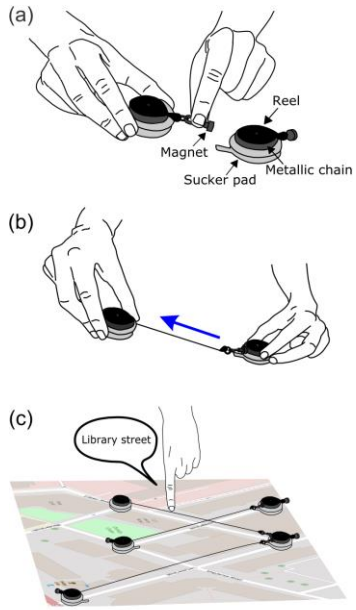 (a)
Reel
Magnet
Metallic chain
Sucker pad
(b)
(c)
Library street